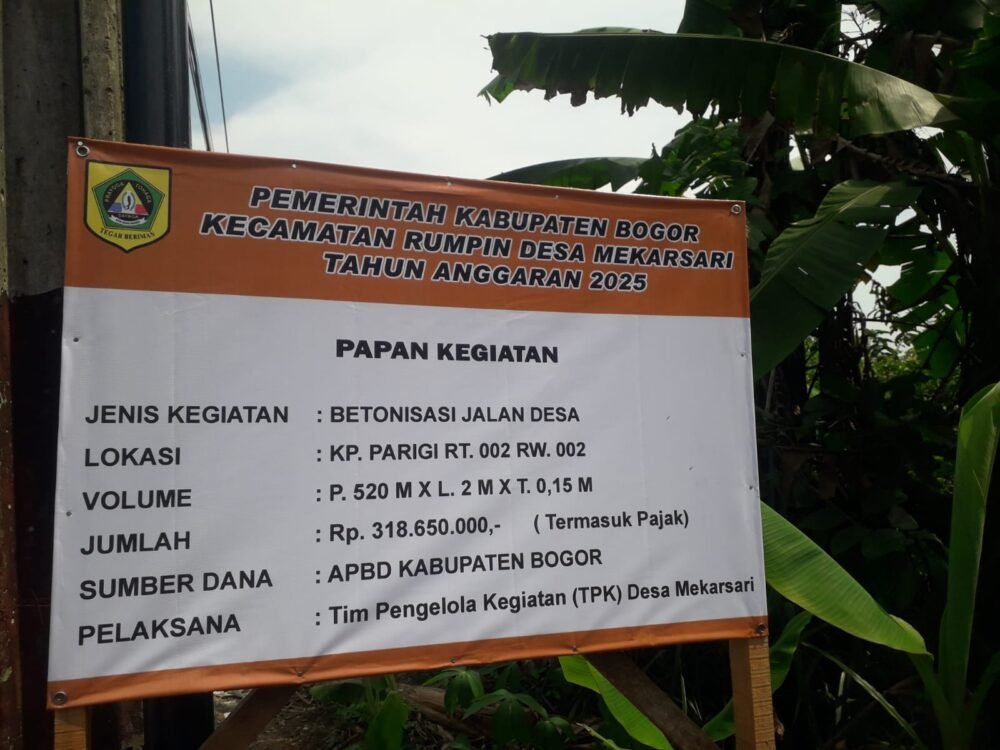 PEMERINTAH KABUPATEN BOGOR
KECAMATAN RUMPIN DESA MEKARSARI
TAHUN ANGGARAN 2025
TEGAR BERIMAN
PAPAN KEGIATAN
JENIS KEGIATAN : BETONISASI JALAN DESA
LOKASI : KP. PARIGI RT. 002 RW. 002
VOLUME : P. 520 M X L. 2 M X T. 0,15 M
JUMLAH : Rp. 318.650.000,- ( Termasuk Pajak)
SUMBER DANA : APBD KABUPATEN BOGOR
PELAKSANA : Tim Pengelola Kegiatan (TPK) Desa Mekarsari